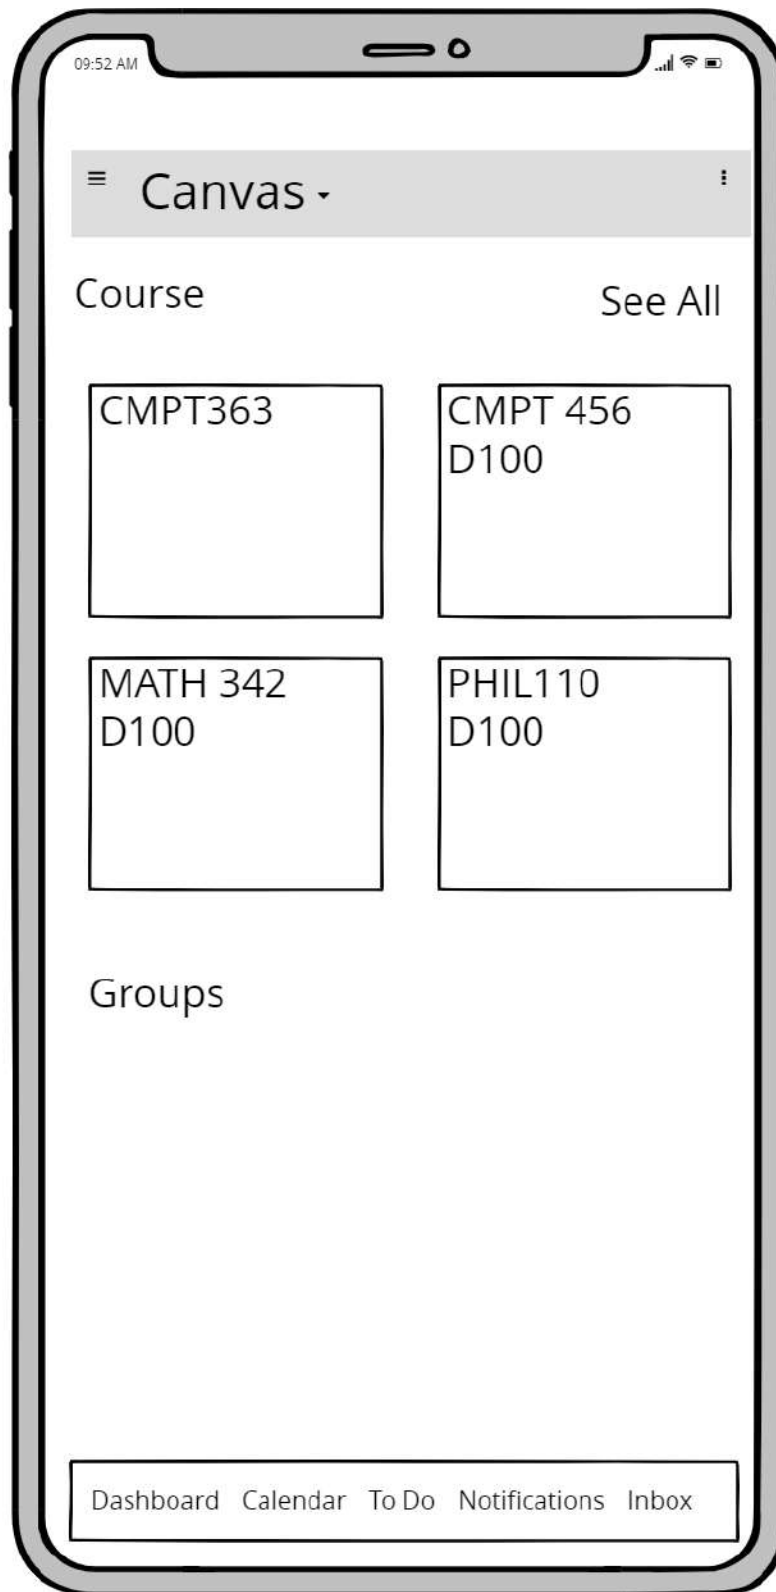 09:52 AM
Canvas
Course
See All
CMPT363
CMPT 456
D100
MATH 342
D100
PHIL110
D100
Groups
Dashboard Calendar To Do Notifications Inbox